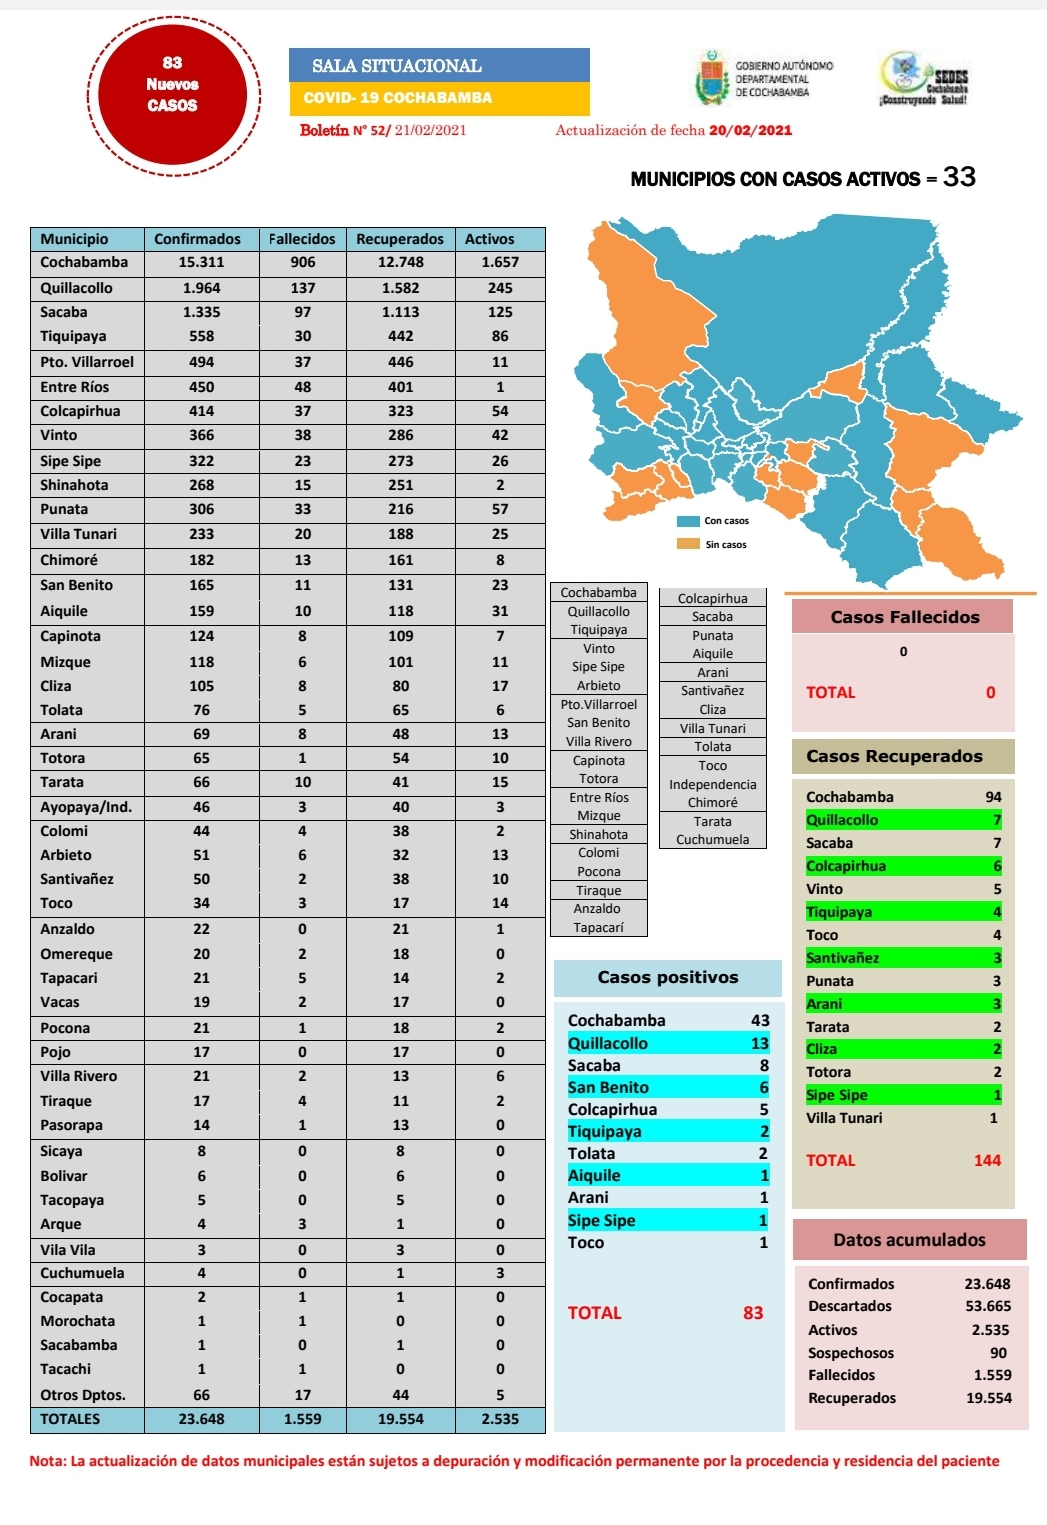 83
Nuevos
CASOS
SALA SITUACIONAL
COVID- 19 COCHABAMBA
Boletín N° 52/ 21/02/2021
Actualización de fecha 20/02/2021
GOBIERNO AUTÓNOMO
DEPARTAMENTAL
DE COCHABAMBA
SEDES
Cochabamba
¡Construyendo Salud!
MUNICIPIOS CON CASOS ACTIVOS = 33
Municipio Confirmados Fallecidos Recuperados Activos
Cochabamba 15.311 906 12.748 1.657
Quillacollo 1.964 137 1.582 245
Sacaba 1.335 97 1.113 125
Tiquipaya 558 30 442 86
Pto. Villarroel 494 37 446 11
Entre Ríos 450 48 401 1
Colcapirhua 414 37 323 54
Vinto 366 38 286 42
Sipe Sipe 322 23 273 26
Shinahota 268 15 251 2
Punata 306 33 216 57
Villa Tunari 233 20 188 25
Chimoré 182 13 161 8
San Benito 165 11 131 23
Aiquile 159 10 118 31
Capinota 124 8 109 7
Mizque 118 6 101 11
Cliza 105 8 80 17
Tolata 76 5 65 6
Arani 69 8 48 13
Totora 65 1 54 10
Tarata 66 10 41 15
Ayopaya/Ind. 46 3 40 3
Colomi 44 4 38 2
Arbieto 51 6 32 13
Santivañez 50 2 38 10
Toco 34 3 17 14
Anzaldo 22 0 21 1
Omereque 20 2 18 0
Tapacari 21 5 14 2
Vacas 19 2 17 0
Pocona 21 1 18 2
Pojo 17 0 17 0
Villa Rivero 21 2 13 6
Tiraque 17 4 11 2
Pasorapa 14 1 13 0
Sicaya 8 0 8 0
Bolivar 6 0 6 0
Tacopaya 5 0 5 0
Arque 4 3 1 0
Vila Vila 3 0 3 0
Cuchumuela 4 0 1 3
Cocapata 2 1 1 0
Morochata 1 1 0 0
Sacabamba 1 0 1 0
Tacachi 1 1 0 0
Otros Dptos. 66 17 44 5
TOTALES 23.648 1.559 19.554 2.535
Con casos
Sin casos
Cochabamba
Quillacollo
Tiquipaya
Vinto
Sipe Sipe
Arbieto
Pto.Villarroel
San Benito
Villa Rivero
Capinota
Totora
Entre Ríos
Mizque
Shinahota
Colomi
Pocona
Tiraque
Anzaldo
Tapacarí
Colcapirhua
Sacaba
Punata
Aiquile
Arani
Santivañez
Cliza
Villa Tunari
Tolata
Toco
Independencia
Chimoré
Tarata
Cuchumuela
Casos positivos
Cochabamba 43
Quillacollo 13
Sacaba 8
San Benito 6
Colcapirhua 5
Tiquipaya 2
Tolata 2
Aiquile 1
Arani 1
Sipe Sipe 1
Toco 1
TOTAL 83
Casos Fallecidos
0
TOTAL 0
Casos Recuperados
Cochabamba 94
Quillacollo 7
Sacaba 7
Colcapirhua 6
Vinto 5
Tiquipaya 4
Toco 4
Santivañez 3
Punata 3
Arani 3
Tarata 2
Cliza 2
Totora 2
Sipe Sipe 1
Villa Tunari 1
TOTAL 144
Datos acumulados
Confirmados 23.648
Descartados 53.665
Activos 2.535
Sospechosos 90
Fallecidos 1.559
Recuperados 19.554
Nota: La actualización de datos municipales están sujetos a depuración y modificación permanente por la procedencia y residencia del paciente